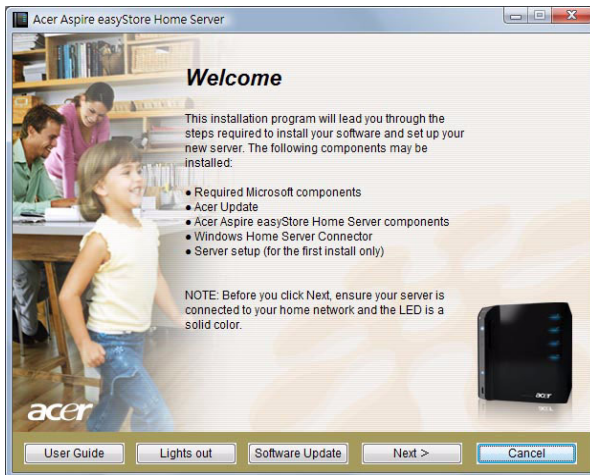 Acer Aspire easyStore Home Server
Welcome
This installation program will lead you through the
steps required to install your software and set up your
new server. The following components may be
installed:
● Required Microsoft components
● Acer Update
● Acer Aspire easyStore Home Server components
● Windows Home Server Connector
● Server setup (for the first install only)
NOTE: Before you click Next, ensure your server is
connected to your home network and the LED is a
solid color.
acer
acer
User Guide
Lights out
Software Update
Next >
Cancel